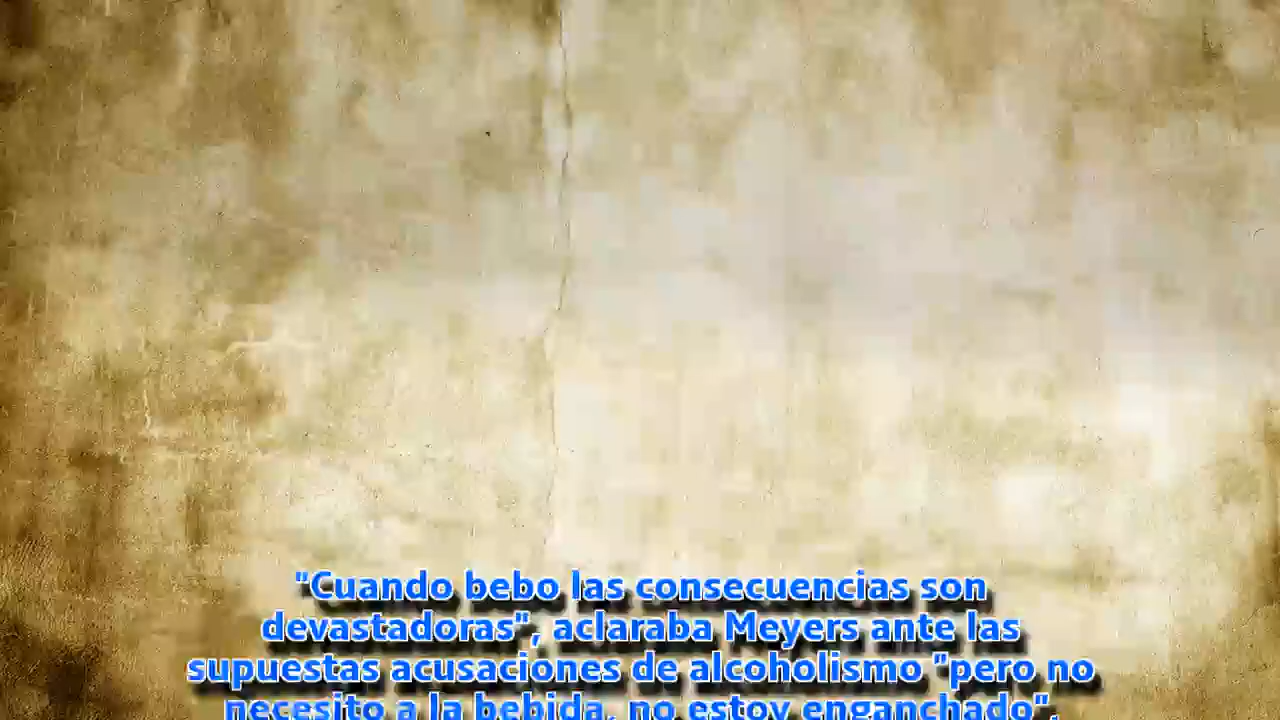 "Cuando bebo las consecuencias son
devastadoras", aclaraba Meyers ante las
supuestas acusaciones de alcoholismo "pero no
necesito a la bebida, no estoy enganchado".